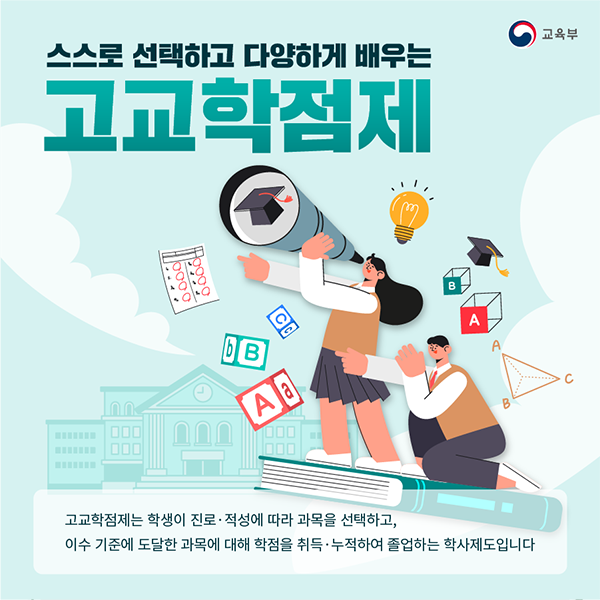 교육부
스스로 선택하고 다양하게 배우는
고교학점제
B
A
C c
b B
A a
A
B
C
고교학점제는 학생이 진로·적성에 따라 과목을 선택하고,
이수 기준에 도달한 과목에 대해 학점을 취득·누적하여 졸업하는 학사제도입니다